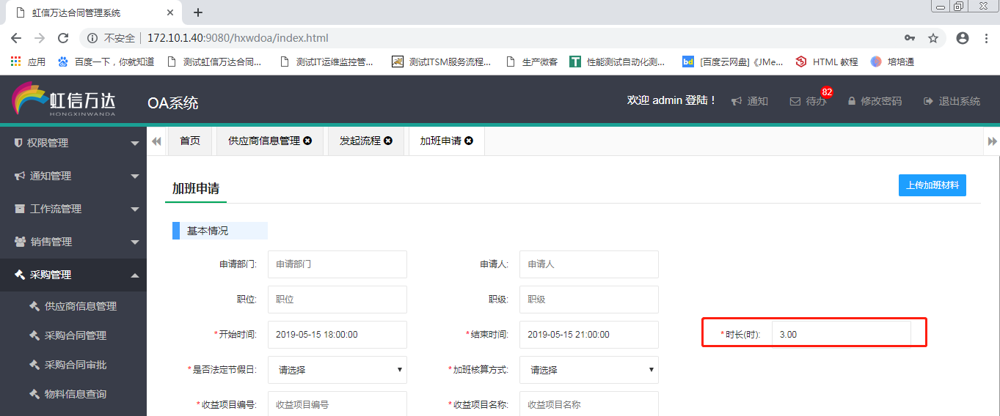 虹信万达合同管理系统
不安全 172.10.1.40:9080/hxwdoa/index.html
应用 百度一下，你就知道 测试虹信万达合同... 测试IT运维监控管... 测试ITSM服务流程... 生产微客 性能测试自动化测... [百度云网盘]《JMe... HTML 教程 培培通
虹信万达 HONGXINWANDA OA系统 欢迎 admin 登陆！ 通知 待办 82 修改密码 退出系统
权限管理
通知管理
工作流管理
销售管理
采购管理
供应商信息管理
采购合同管理
采购合同审批
物料信息查询
首页 供应商信息管理 发起流程 加班申请
加班申请 上传加班材料
基本情况
申请部门: 申请部门 申请人: 申请人
职位: 职位 职级: 职级
*开始时间: 2019-05-15 18:00:00 *结束时间: 2019-05-15 21:00:00 *时长(时): 3.00
*是否法定节假日: 请选择 *加班核算方式: 请选择
*收益项目编号: 收益项目编号 *收益项目名称: 收益项目名称